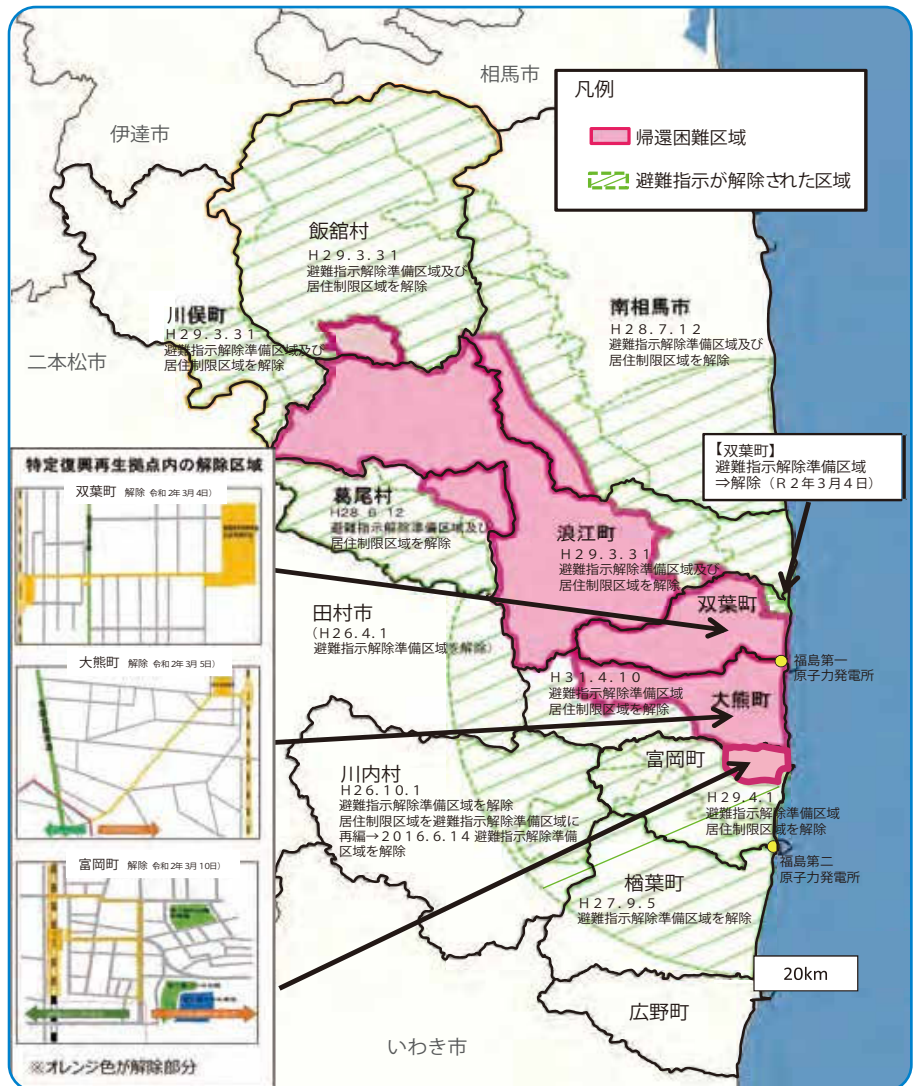 相馬市
凡例
帰還困難区域
避難指示が解除された区域
伊達市
飯舘村
H29.3.31
避難指示解除準備区域及び
居住制限区域を解除
川俣町
H29.3.31
避難指示解除準備区域及び
居住制限区域を解除
南相馬市
H28.7.12
避難指示解除準備区域及び
居住制限区域を解除
二本松市
【双葉町】
避難指示解除準備区域
⇒解除（R2年3月4日）
特定復興再生拠点内の解除区域
双葉町 解除 令和2年3月4日）
大熊町 解除 令和2年3月5日）
富岡町 解除 令和2年3月10日）
※オレンジ色が解除部分
葛尾村
H28.6.12
避難指示解除準備区域及び
居住制限区域を解除
浪江町
H29.3.31
避難指示解除準備区域及び
居住制限区域を解除
双葉町
田村市
(H26.4.1
避難指示解除準備区域を解除)
福島第一
原子力発電所
H31.4.10
避難指示解除準備区域
居住制限区域を解除
大熊町
富岡町
H29.4.1
避難指示解除準備区域
居住制限区域を解除
川内村
H26.10.1
避難指示解除準備区域を解除
居住制限区域を避難指示解除準備区域に
再編→2016.6.14 避難指示解除準備
区域を解除
福島第二
原子力発電所
楢葉町
H27.9.5
避難指示解除準備区域を解除
20km
広野町
いわき市